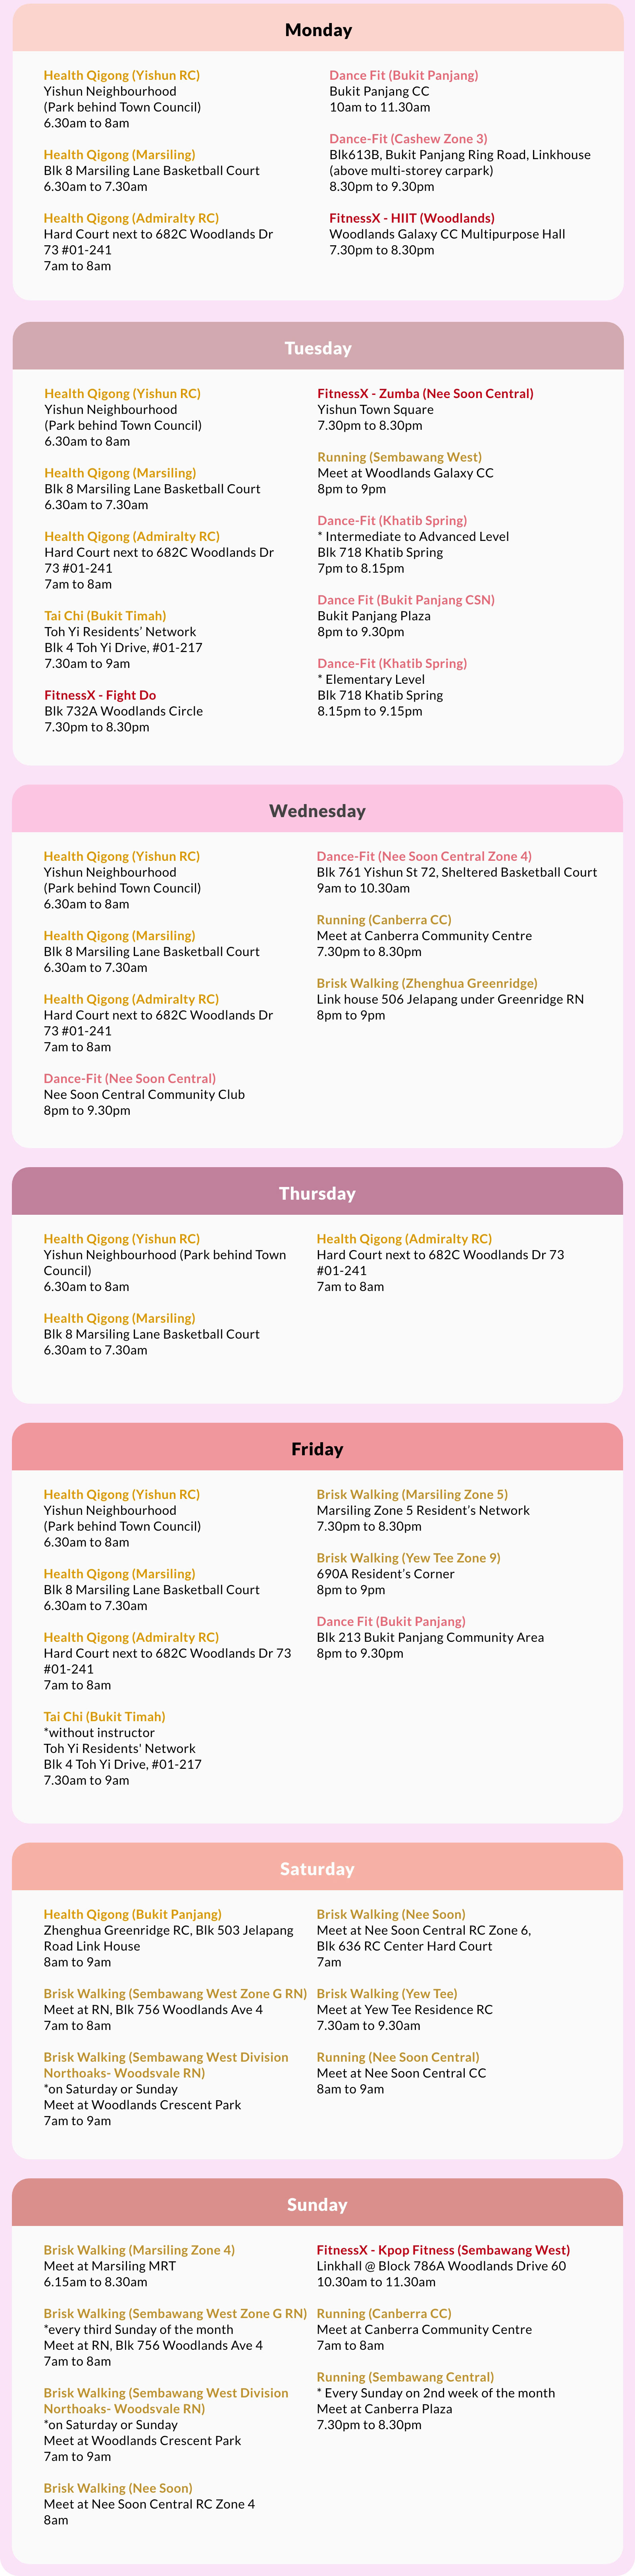 Monday
Health Qigong (Yishun RC)
Yishun Neighbourhood
(Park behind Town Council)
6.30am to 8am
Health Qigong (Marsiling)
Blk 8 Marsiling Lane Basketball Court
6.30am to 7.30am
Health Qigong (Admiralty RC)
Hard Court next to 682C Woodlands Dr
73 #01-241
7am to 8am
Dance Fit (Bukit Panjang)
Bukit Panjang CC
10am to 11.30am
Dance-Fit (Cashew Zone 3)
Blk613B, Bukit Panjang Ring Road, Linkhouse
(above multi-storey carpark)
8.30pm to 9.30pm
FitnessX - HIIT (Woodlands)
Woodlands Galaxy CC Multipurpose Hall
7.30pm to 8.30pm
Tuesday
Health Qigong (Yishun RC)
Yishun Neighbourhood
(Park behind Town Council)
6.30am to 8am
Health Qigong (Marsiling)
Blk 8 Marsiling Lane Basketball Court
6.30am to 7.30am
Health Qigong (Admiralty RC)
Hard Court next to 682C Woodlands Dr
73 #01-241
7am to 8am
Tai Chi (Bukit Timah)
Toh Yi Residents’ Network
Blk 4 Toh Yi Drive, #01-217
7.30am to 9am
FitnessX - Fight Do
Blk 732A Woodlands Circle
7.30pm to 8.30pm
FitnessX - Zumba (Nee Soon Central)
Yishun Town Square
7.30pm to 8.30pm
Running (Sembawang West)
Meet at Woodlands Galaxy CC
8pm to 9pm
Dance-Fit (Khatib Spring)
* Intermediate to Advanced Level
Blk 718 Khatib Spring
7pm to 8.15pm
Dance Fit (Bukit Panjang CSN)
Bukit Panjang Plaza
8pm to 9.30pm
Dance-Fit (Khatib Spring)
* Elementary Level
Blk 718 Khatib Spring
8.15pm to 9.15pm
Wednesday
Health Qigong (Yishun RC)
Yishun Neighbourhood
(Park behind Town Council)
6.30am to 8am
Health Qigong (Marsiling)
Blk 8 Marsiling Lane Basketball Court
6.30am to 7.30am
Health Qigong (Admiralty RC)
Hard Court next to 682C Woodlands Dr
73 #01-241
7am to 8am
Dance-Fit (Nee Soon Central)
Nee Soon Central Community Club
8pm to 9.30pm
Dance-Fit (Nee Soon Central Zone 4)
Blk 761 Yishun St 72, Sheltered Basketball Court
9am to 10.30am
Running (Canberra CC)
Meet at Canberra Community Centre
7.30pm to 8.30pm
Brisk Walking (Zhenghua Greenridge)
Link house 506 Jelapang under Greenridge RN
8pm to 9pm
Thursday
Health Qigong (Yishun RC)
Yishun Neighbourhood (Park behind Town
Council)
6.30am to 8am
Health Qigong (Marsiling)
Blk 8 Marsiling Lane Basketball Court
6.30am to 7.30am
Health Qigong (Admiralty RC)
Hard Court next to 682C Woodlands Dr 73
#01-241
7am to 8am
Friday
Health Qigong (Yishun RC)
Yishun Neighbourhood
(Park behind Town Council)
6.30am to 8am
Health Qigong (Marsiling)
Blk 8 Marsiling Lane Basketball Court
6.30am to 7.30am
Health Qigong (Admiralty RC)
Hard Court next to 682C Woodlands Dr 73
#01-241
7am to 8am
Tai Chi (Bukit Timah)
*without instructor
Toh Yi Residents' Network
Blk 4 Toh Yi Drive, #01-217
7.30am to 9am
Brisk Walking (Marsiling Zone 5)
Marsiling Zone 5 Resident’s Network
7.30pm to 8.30pm
Brisk Walking (Yew Tee Zone 9)
690A Resident’s Corner
8pm to 9pm
Dance Fit (Bukit Panjang)
Blk 213 Bukit Panjang Community Area
8pm to 9.30pm
Saturday
Health Qigong (Bukit Panjang)
Zhenghua Greenridge RC, Blk 503 Jelapang
Road Link House
8am to 9am
Brisk Walking (Sembawang West Zone G RN)
Meet at RN, Blk 756 Woodlands Ave 4
7am to 8am
Brisk Walking (Sembawang West Division
Northoaks- Woodsvale RN)
*on Saturday or Sunday
Meet at Woodlands Crescent Park
7am to 9am
Brisk Walking (Nee Soon)
Meet at Nee Soon Central RC Zone 6,
Blk 636 RC Center Hard Court
7am
Brisk Walking (Yew Tee)
Meet at Yew Tee Residence RC
7.30am to 9.30am
Running (Nee Soon Central)
Meet at Nee Soon Central CC
8am to 9am
Sunday
Brisk Walking (Marsiling Zone 4)
Meet at Marsiling MRT
6.15am to 8.30am
Brisk Walking (Sembawang West Zone G RN)
*every third Sunday of the month
Meet at RN, Blk 756 Woodlands Ave 4
7am to 8am
Brisk Walking (Sembawang West Division
Northoaks- Woodsvale RN)
*on Saturday or Sunday
Meet at Woodlands Crescent Park
7am to 9am
Brisk Walking (Nee Soon)
Meet at Nee Soon Central RC Zone 4
8am
FitnessX - Kpop Fitness (Sembawang West)
Linkhall @ Block 786A Woodlands Drive 60
10.30am to 11.30am
Running (Canberra CC)
Meet at Canberra Community Centre
7am to 8am
Running (Sembawang Central)
* Every Sunday on 2nd week of the month
Meet at Canberra Plaza
7.30pm to 8.30pm